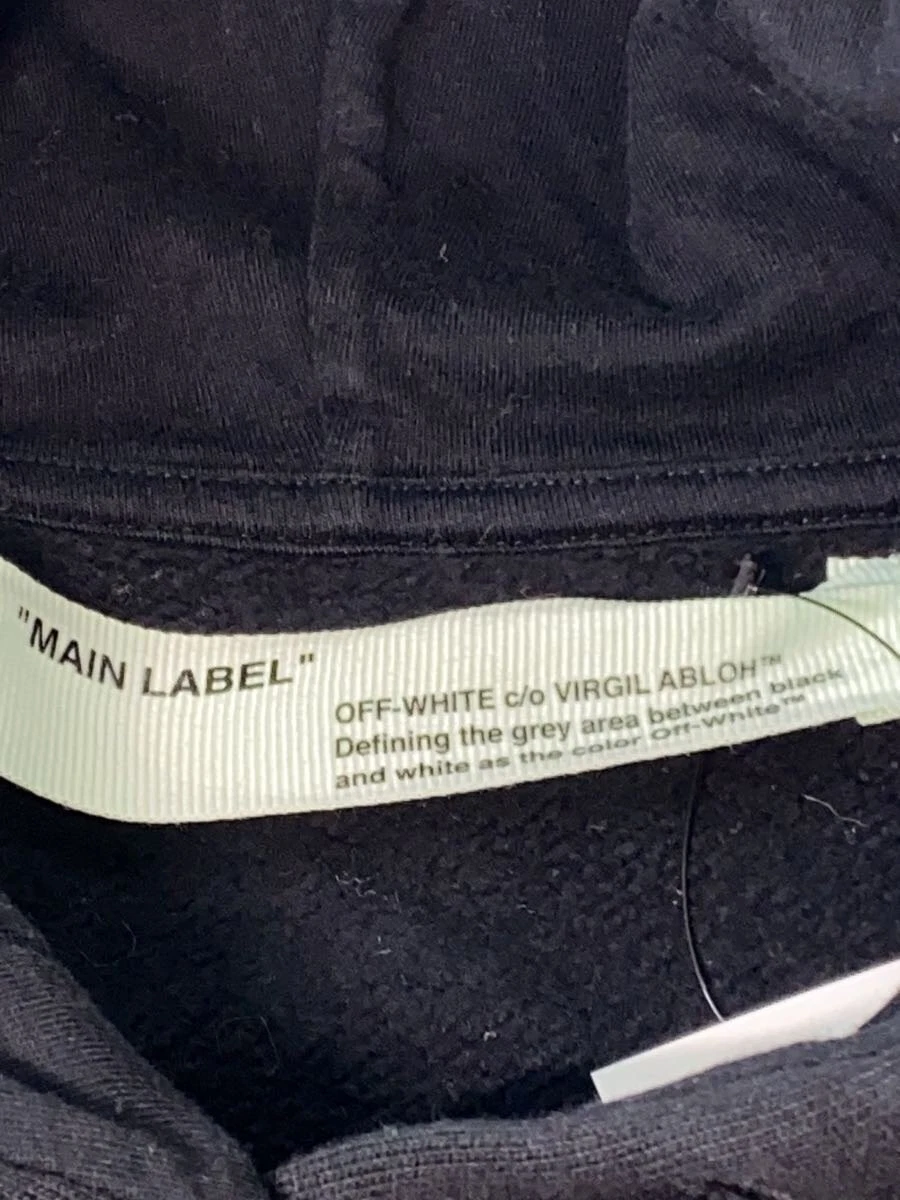 "MAIN LABEL"
OFF-WHITE c/o VIRGIL ABLOH™
Defining the grey area between black
and white as the color Off-White™